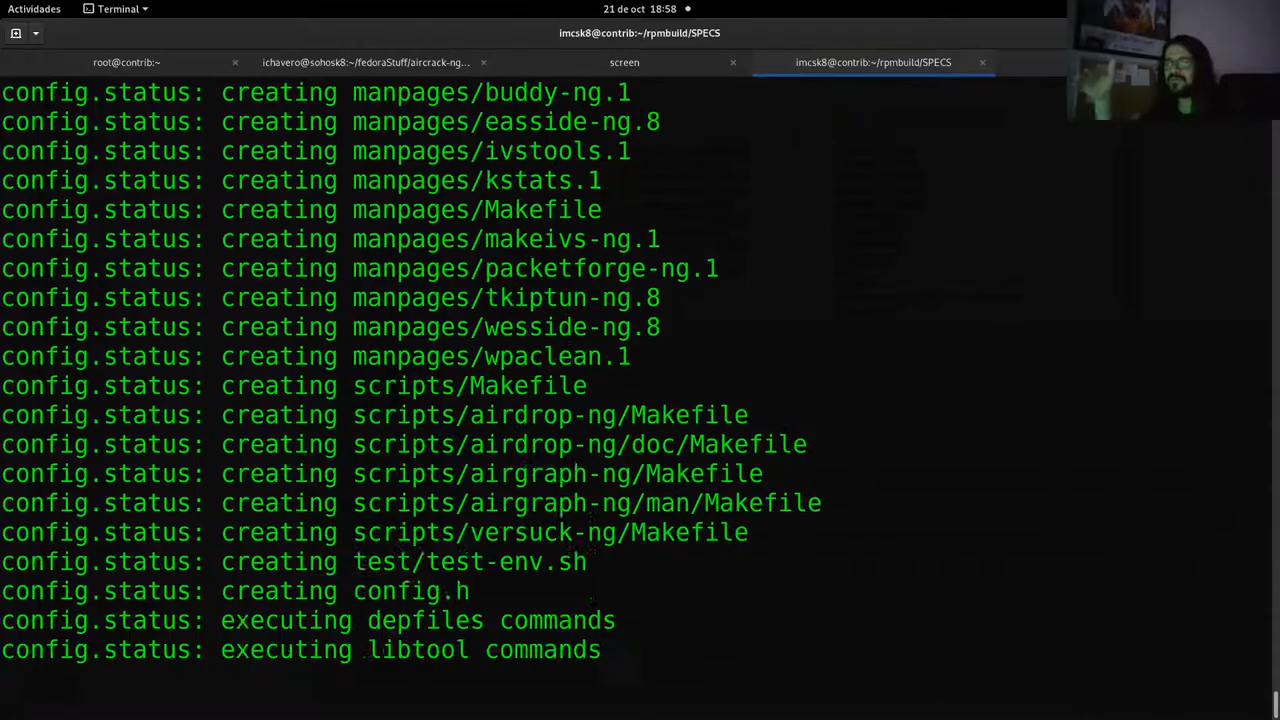 Actividades
Terminal
21 de oct 18:58
imcsk8@contrib:~/rpmbuild/SPECS
root@contrib:~
ichavero@sohosk8:~/fedoraStuff/aircrack-ng...
screen
imcsk8@contrib:~/rpmbuild/SPECS
config.status: creating manpages/buddy-ng.1
config.status: creating manpages/easside-ng.8
config.status: creating manpages/ivstools.1
config.status: creating manpages/kstats.1
config.status: creating manpages/Makefile
config.status: creating manpages/makeivs-ng.1
config.status: creating manpages/packetforge-ng.1
config.status: creating manpages/tkiptun-ng.8
config.status: creating manpages/wesside-ng.8
config.status: creating manpages/wpaclean.1
config.status: creating scripts/Makefile
config.status: creating scripts/airdrop-ng/Makefile
config.status: creating scripts/airdrop-ng/doc/Makefile
config.status: creating scripts/airgraph-ng/Makefile
config.status: creating scripts/airgraph-ng/man/Makefile
config.status: creating scripts/versuck-ng/Makefile
config.status: creating test/test-env.sh
config.status: creating config.h
config.status: executing depfiles commands
config.status: executing libtool commands